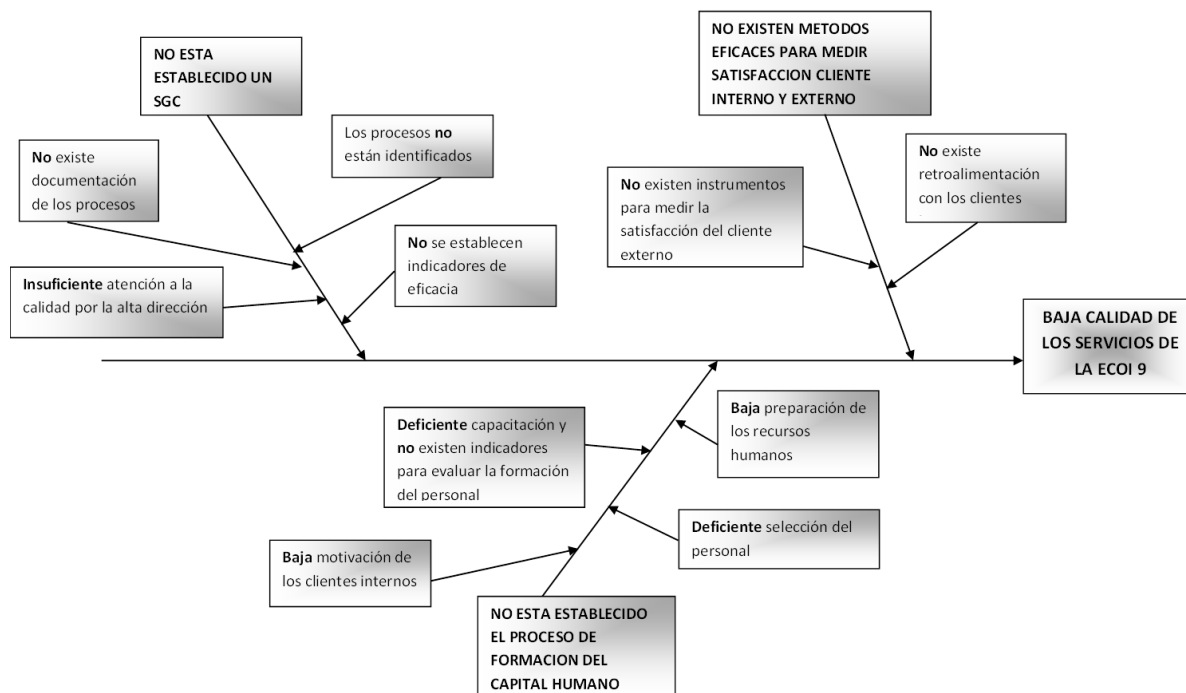 NO ESTA
ESTABLECIDO UN
SGC
NO EXISTEN METODOS
EFICACES PARA MEDIR
SATISFACCION CLIENTE
INTERNO Y EXTERNO
Los procesos no
están identificados
No existe
documentación
de los procesos
No existe
retroalimentación
con los clientes
No existen instrumentos
para medir la
satisfacción del cliente
externo
No se establecen
indicadores de
eficacia
Insuficiente atención a la
calidad por la alta dirección
BAJA CALIDAD DE
LOS SERVICIOS DE
LA ECOI 9
Deficiente capacitación y
no existen indicadores
para evaluar la formación
del personal
Baja preparación de
los recursos
humanos
Deficiente selección del
personal
Baja motivación de
los clientes internos
NO ESTA ESTABLECIDO
EL PROCESO DE
FORMACION DEL
CAPITAL HUMANO